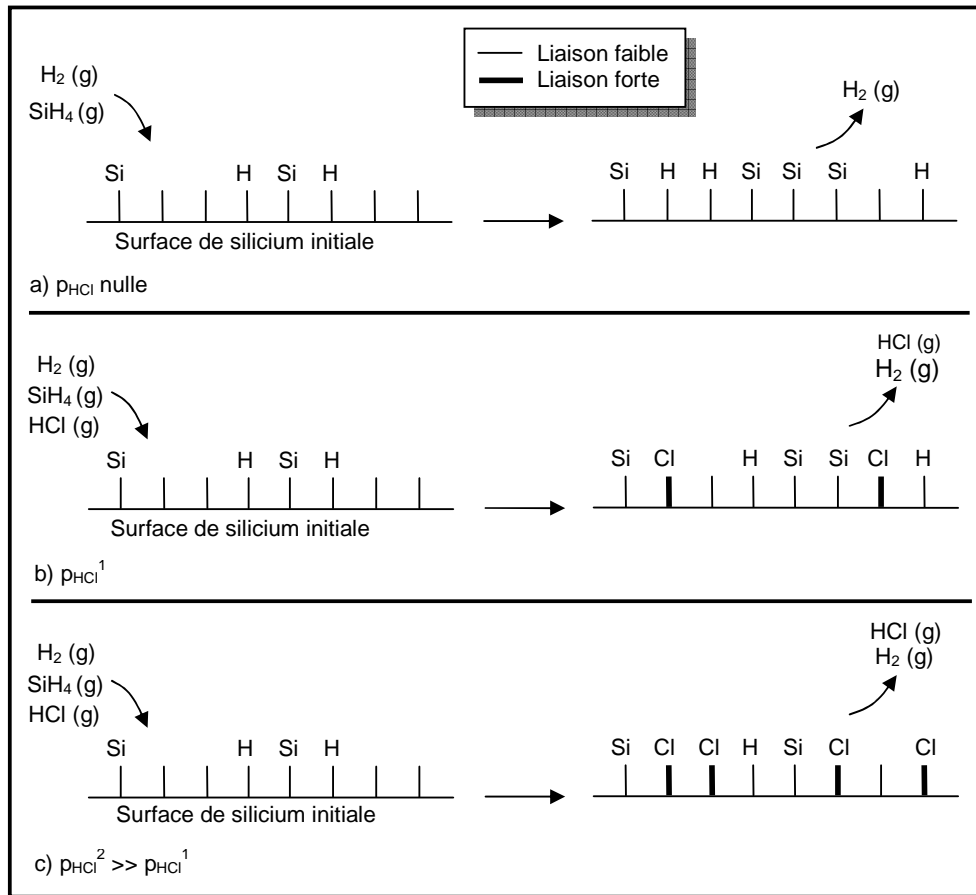 Liaison faible
Liaison forte
H₂ (g)
SiH₄ (g)
H₂ (g)
Si H Si H
Si H H Si Si Si H
Surface de silicium initiale
a) pHCl nulle
H₂ (g)
SiH₄ (g)
HCl (g)
HCl (g)
H₂ (g)
Si H Si H
Si Cl H Si Si Cl H
Surface de silicium initiale
b) pHCl¹
H₂ (g)
SiH₄ (g)
HCl (g)
HCl (g)
H₂ (g)
Si H Si H
Si Cl Cl H Si Cl Cl
Surface de silicium initiale
c) pHCl² >> pHCl¹